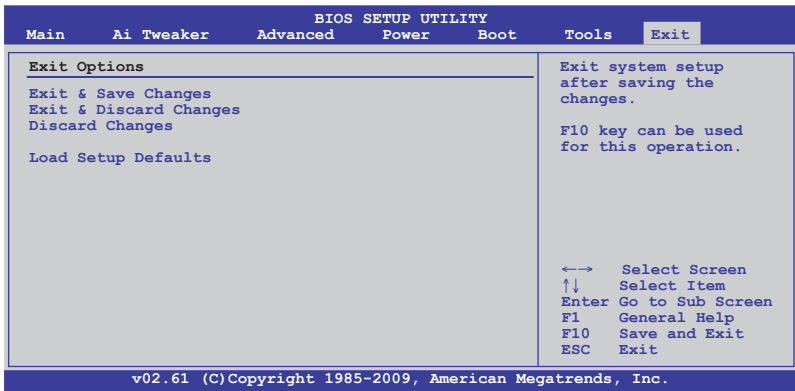 BIOS SETUP UTILITY
Main Ai Tweaker Advanced Power Boot Tools Exit
Exit Options
Exit & Save Changes
Exit & Discard Changes
Discard Changes
Load Setup Defaults
Exit system setup
after saving the
changes.
F10 key can be used
for this operation.
←→ Select Screen
↑↓ Select Item
Enter Go to Sub Screen
F1 General Help
F10 Save and Exit
ESC Exit
v02.61 (C)Copyright 1985-2009, American Megatrends, Inc.